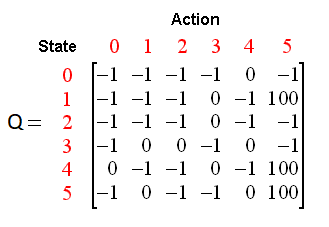 Action
State 0 1 2 3 4 5
0 −1 −1 −1 −1 0 −1
1 −1 −1 −1 0 −1 100
Q = 2 −1 −1 −1 0 −1 −1
3 −1 0 0 −1 0 −1
4 0 −1 −1 0 −1 100
5 −1 0 −1 −1 0 100